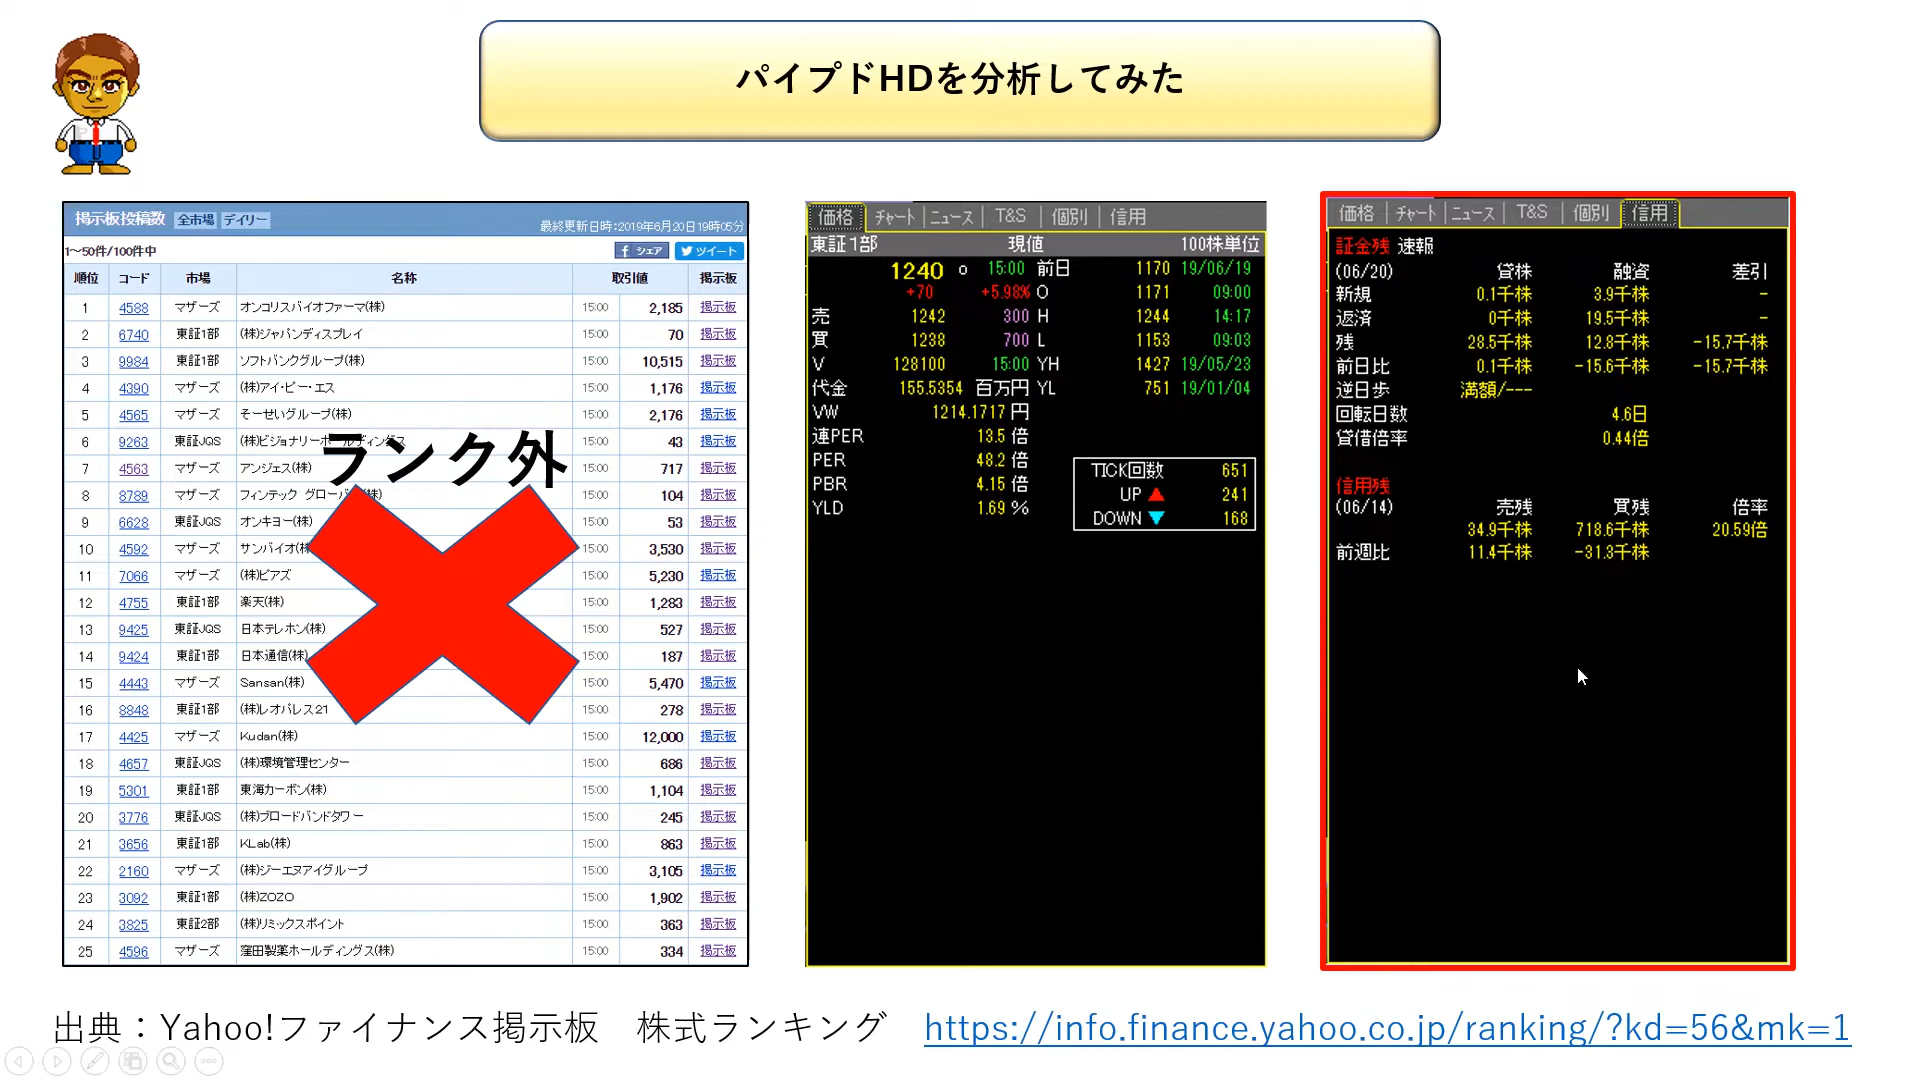 パイプドHDを分析してみた
掲示板投稿数 全市場 デイリー 最終更新日時:2019年6月20日19時05分
1～50件/100件中 シェア ツイート
順位 コード 市場 名称 取引値 掲示板
1 4588 マザーズ オンコリスバイオファーマ(株) 15:00 2,185 掲示板
2 6740 東証1部 (株)ジャパンディスプレイ 15:00 70 掲示板
3 9984 東証1部 ソフトバンクグループ(株) 15:00 10,515 掲示板
4 4390 マザーズ (株)アイ・ピー・エス 15:00 1,176 掲示板
5 4565 マザーズ そーせいグループ(株) 15:00 2,176 掲示板
6 9263 東証JQS (株)ビジョナリーホールディングス 15:00 43 掲示板
ランク外
7 4563 マザーズ アンジェス(株) 15:00 717 掲示板
8 8789 マザーズ フィンテック グローバ (株) 15:00 104 掲示板
9 6628 東証JQS オンキヨー(株) 15:00 53 掲示板
10 4592 マザーズ サンバイオ(株 15:00 3,530 掲示板
11 7066 マザーズ (株)ピアズ 15:00 5,230 掲示板
12 4755 東証1部 楽天(株) 15:00 1,283 掲示板
13 9425 東証JQS 日本テレホン(株) 15:00 527 掲示板
14 9424 東証1部 日本通信(株) 15:00 187 掲示板
15 4443 マザーズ Sansan(株) 15:00 5,470 掲示板
16 8848 東証1部 (株)レオパレス21 15:00 278 掲示板
17 4425 マザーズ Kudan(株) 15:00 12,000 掲示板
18 4657 東証JQS (株)環境管理センター 15:00 686 掲示板
19 5301 東証1部 東海カーボン(株) 15:00 1,104 掲示板
20 3776 東証JQS (株)ブロードバンドタワー 15:00 245 掲示板
21 3656 東証1部 KLab(株) 15:00 863 掲示板
22 2160 マザーズ (株)ジーエヌアイグループ 15:00 3,105 掲示板
23 3092 東証1部 (株)ZOZO 15:00 1,902 掲示板
24 3825 東証2部 (株)リミックスポイント 15:00 363 掲示板
25 4596 マザーズ 窪田製薬ホールディングス(株) 15:00 334 掲示板
価格 チャート ニュース T&S 個別 信用
東証1部 現値 100株単位
1240 o 15:00 前日 1170 19/06/19
+70 +5.98% O 1171 09:00
売 1242 300 H 1244 14:17
買 1238 700 L 1153 09:03
V 128100 15:00 YH 1427 19/05/23
代金 155.5354 百万円 YL 751 19/01/04
VW 1214.1717 円
連PER 13.5 倍
PER 48.2 倍
PBR 4.15 倍
YLD 1.69 %
TICK回数 651
UP ▲ 241
DOWN ▼ 168
価格 チャート ニュース T&S 個別 信用
証金残 速報
(06/20) 貸株 融資 差引
新規 0.1千株 3.9千株 -
返済 0千株 19.5千株 -
残 28.5千株 12.8千株 -15.7千株
前日比 0.1千株 -15.6千株 -15.7千株
逆日歩 満額/---
回転日数 4.6日
貸借倍率 0.44倍
信用残
(06/14) 売残 買残 倍率
34.9千株 718.6千株 20.59倍
前週比 11.4千株 -31.3千株
出典：Yahoo!ファイナンス掲示板　株式ランキング　https://info.finance.yahoo.co.jp/ranking/?kd=56&mk=1